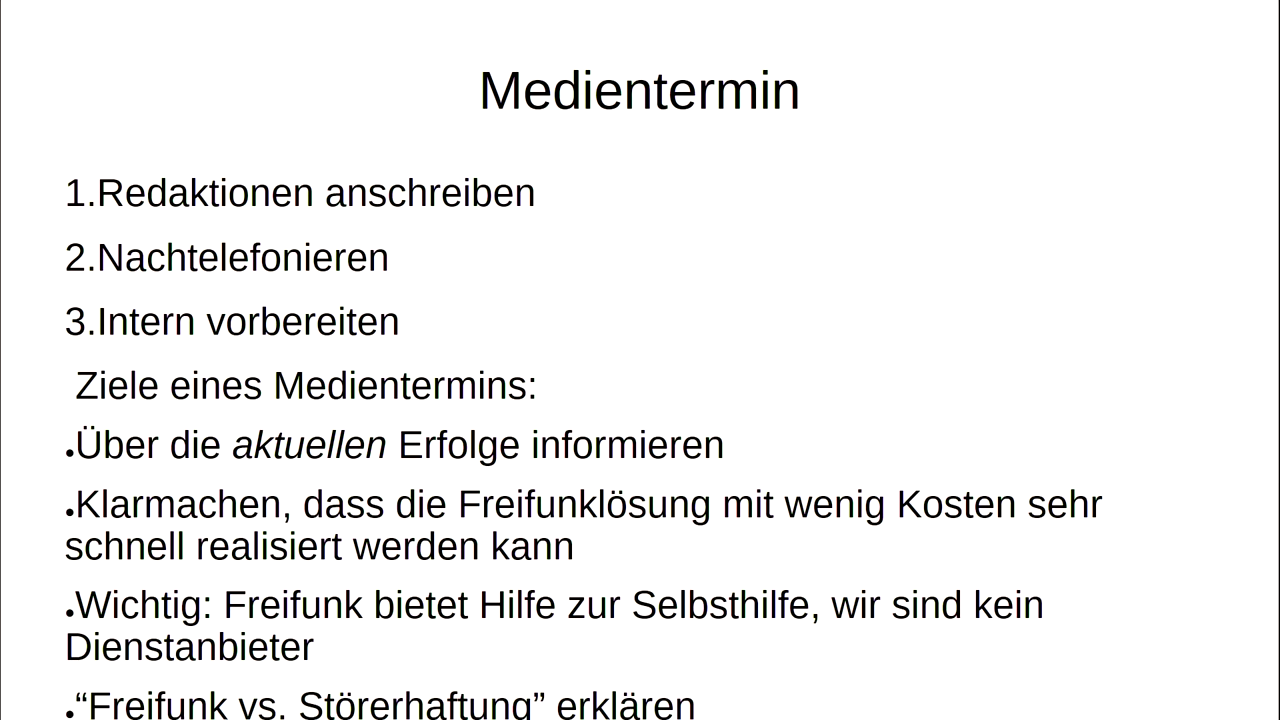 Medientermin
1.Redaktionen anschreiben
2.Nachtelefonieren
3.Intern vorbereiten
Ziele eines Medientermins:
•Über die aktuellen Erfolge informieren
•Klarmachen, dass die Freifunklösung mit wenig Kosten sehr
schnell realisiert werden kann
•Wichtig: Freifunk bietet Hilfe zur Selbsthilfe, wir sind kein
Dienstanbieter
•“Freifunk vs. Störerhaftung” erklären